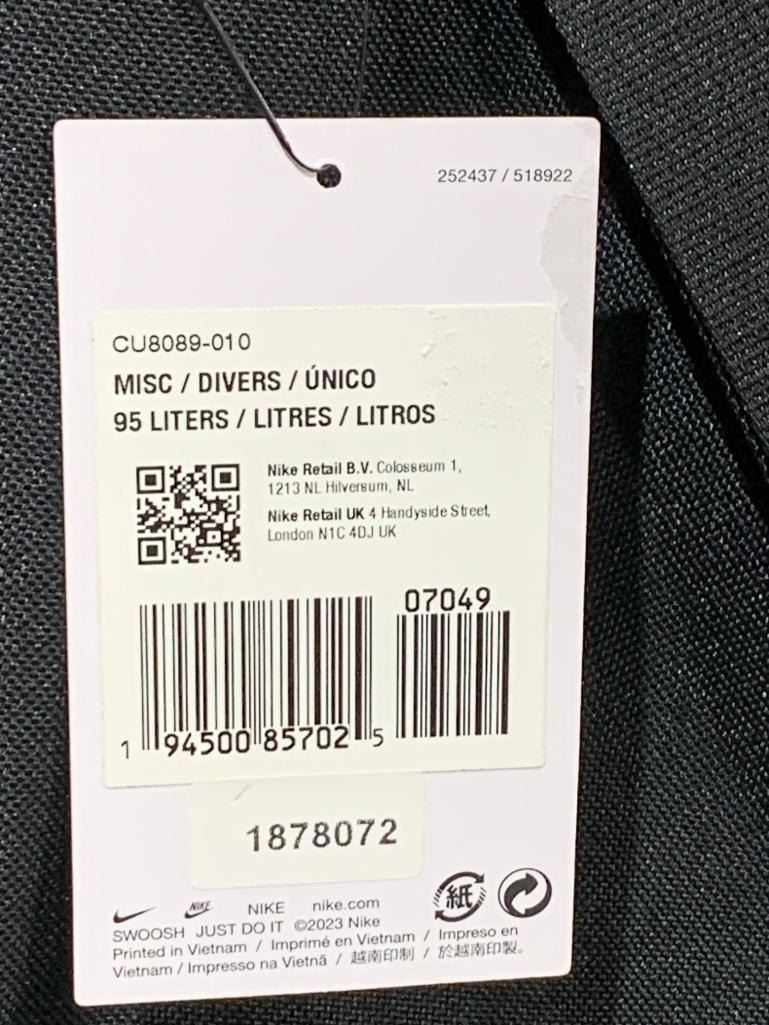 252437 / 518922
CU8089-010
MISC / DIVERS / ÚNICO
95 LITERS / LITRES / LITROS
Nike Retail B.V. Colosseum 1,
1213 NL Hilversum, NL
Nike Retail UK 4 Handyside Street,
London N1C 4DJ UK
07049
1 94500 85702 5
1878072
NIKE NIKE nike.com
SWOOSH JUST DO IT ©2023 Nike
Printed in Vietnam / Imprimé en Vietnam / Impreso en
Vietnam / Impresso na Vietnã / 越南印制 / 於越南印製。
紙